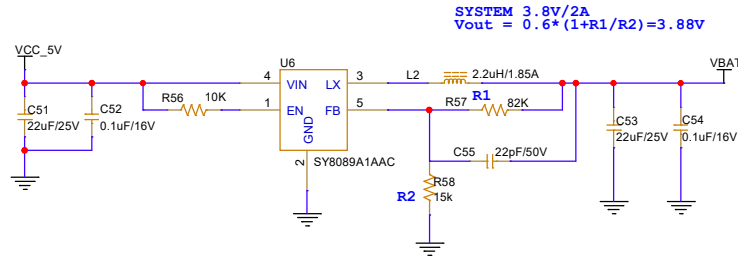 SYSTEM 3.8V/2A
Vout = 0.6*(1+R1/R2)=3.88V
VCC_5V
U6
VBAT
4 VIN LX 3
L2
2.2uH/1.85A
R56 10K
1 EN FB 5
R57 R1 82K
GND
2
SY8089A1AAC
C51
22uF/25V
C52
0.1uF/16V
C55 22pF/50V
R2 R58
15k
C53
22uF/25V
C54
0.1uF/16V